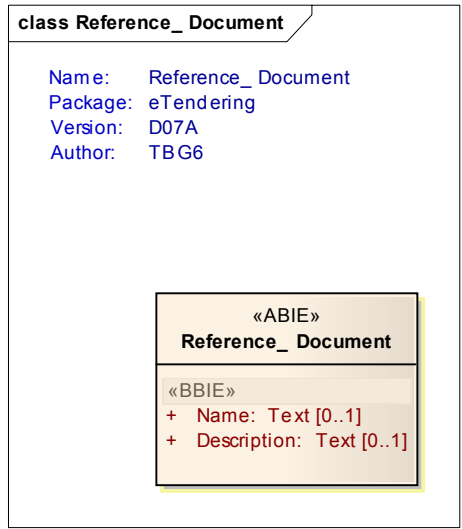 class Reference_ Document
Name: Reference_ Document
Package: eTendering
Version: D07A
Author: TBG6
«ABIE»
Reference_ Document
«BBIE»
+ Name: Text [0..1]
+ Description: Text [0..1]